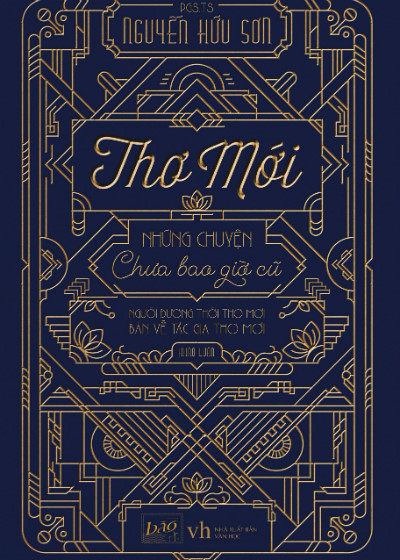 PGS.TS
NGUYỄN HỮU SƠN
Thơ Mới
NHỮNG CHUYỆN
Chưa bao giờ cũ
NGƯỜI ĐƯƠNG THỜI THƠ MỚI
BÀN VỀ TÁC GIA THƠ MỚI
vh
NHÀ XUẤT BẢN
VĂN HỌC